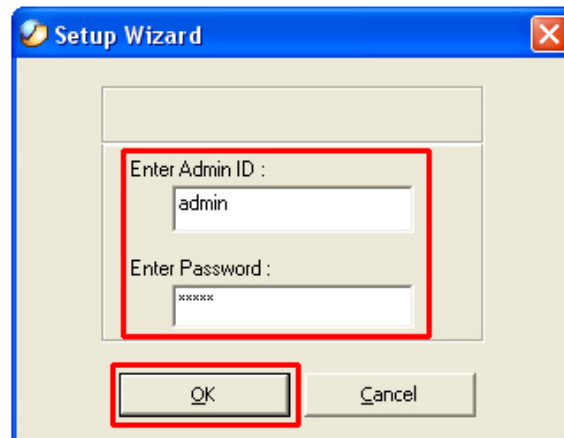 Setup Wizard
Enter Admin ID :
admin
Enter Password :
*****
OK
Cancel